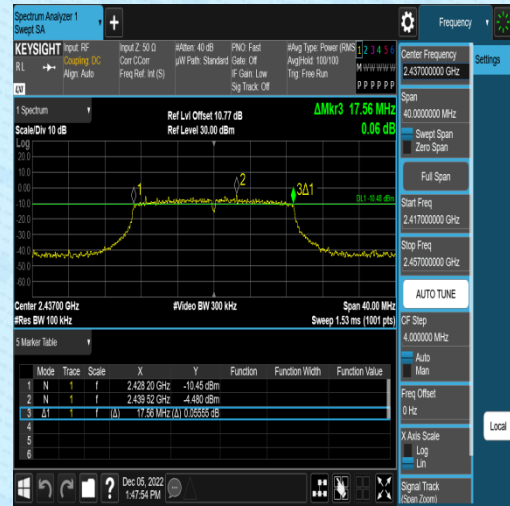 Spectrum Analyzer 1
Swept SA
Frequency
KEYSIGHT
RL
Input: RF
Coupling: DC
Align: Auto
Input Z: 50 Ω
Corr CCorr
Freq Ref: Int (S)
#Atten: 40 dB
µW Path: Standard
PNO: Fast
Gate: Off
IF Gain: Low
Sig Track: Off
#Avg Type: Power (RMS
Avg|Hold: 100/100
Trig: Free Run
1 2 3 4 5 6
M W W W W W
P P P P P P
LXI
1 Spectrum
Scale/Div 10 dB
Ref Lvl Offset 10.77 dB
Ref Level 30.00 dBm
ΔMkr3 17.56 MHz
0.06 dB
Log
20.0
10.0
0.00
-10.0
-20.0
-30.0
-40.0
-50.0
-60.0
1
2
3Δ1
DL1 -10.48 dBm
Center 2.43700 GHz
#Res BW 100 kHz
#Video BW 300 kHz
Span 40.00 MHz
Sweep 1.53 ms (1001 pts)
5 Marker Table
Mode Trace Scale X Y Function Function Width Function Value
1 N 1 f 2.428 20 GHz -10.45 dBm
2 N 1 f 2.439 52 GHz -4.480 dBm
3 Δ1 1 f (Δ) 17.56 MHz (Δ) 0.05555 dB
4
5
6
Dec 05, 2022
1:47:54 PM
Center Frequency
2.437000000 GHz
Settings
Span
40.0000000 MHz
Swept Span
Zero Span
Full Span
Start Freq
2.417000000 GHz
Stop Freq
2.457000000 GHz
AUTO TUNE
CF Step
4.000000 MHz
Auto
Man
Freq Offset
0 Hz
Local
X Axis Scale
Log
Lin
Signal Track
(Span Zoom)